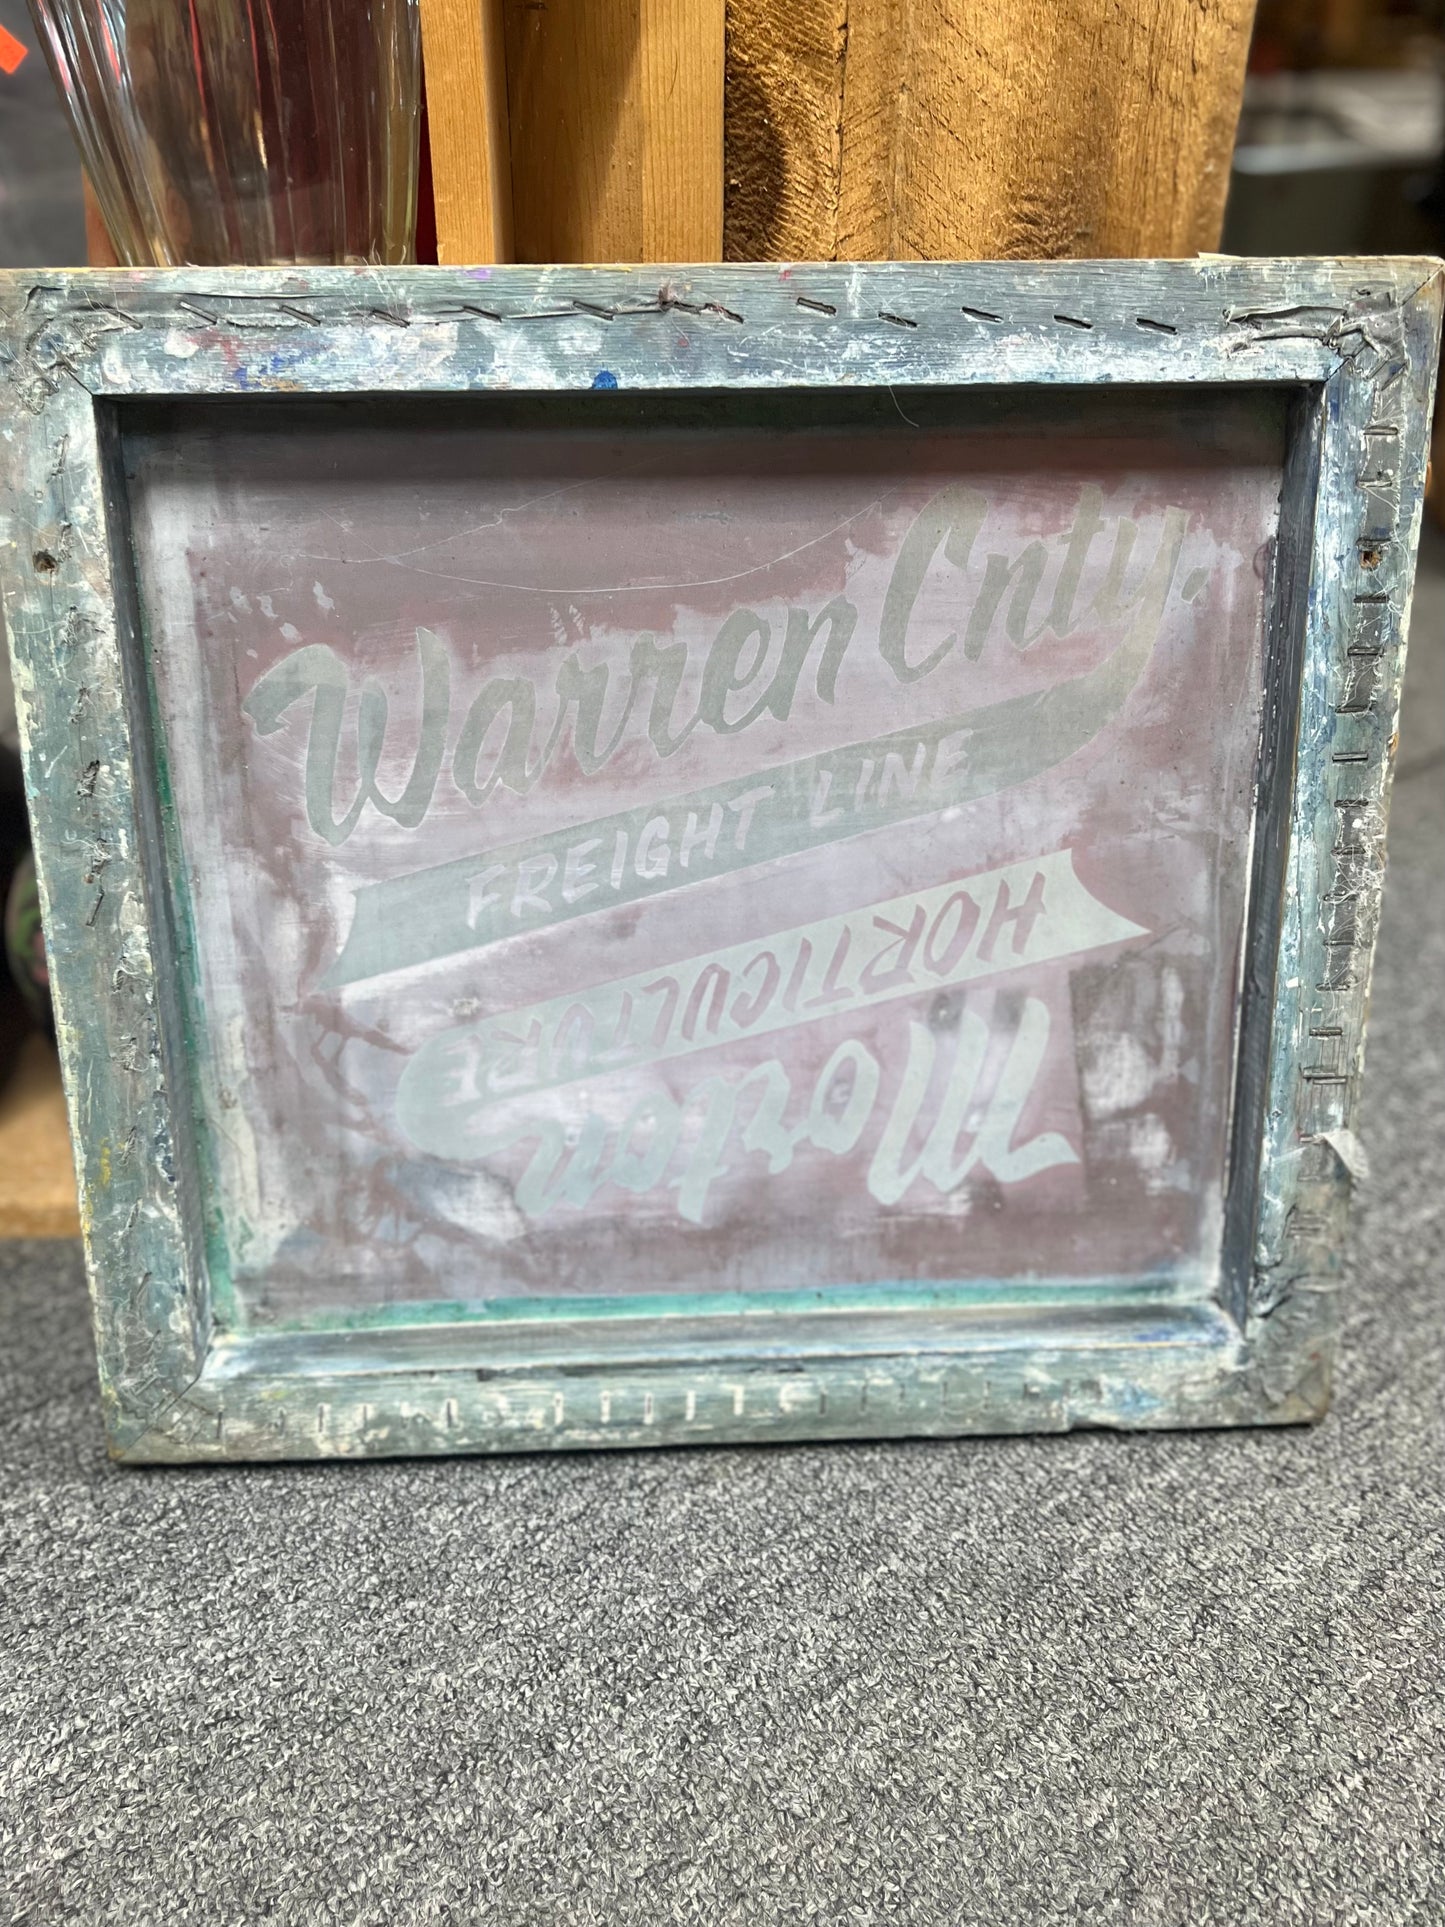 Warren Cnty.
FREIGHT LINE
HORTICULTURE
Morton